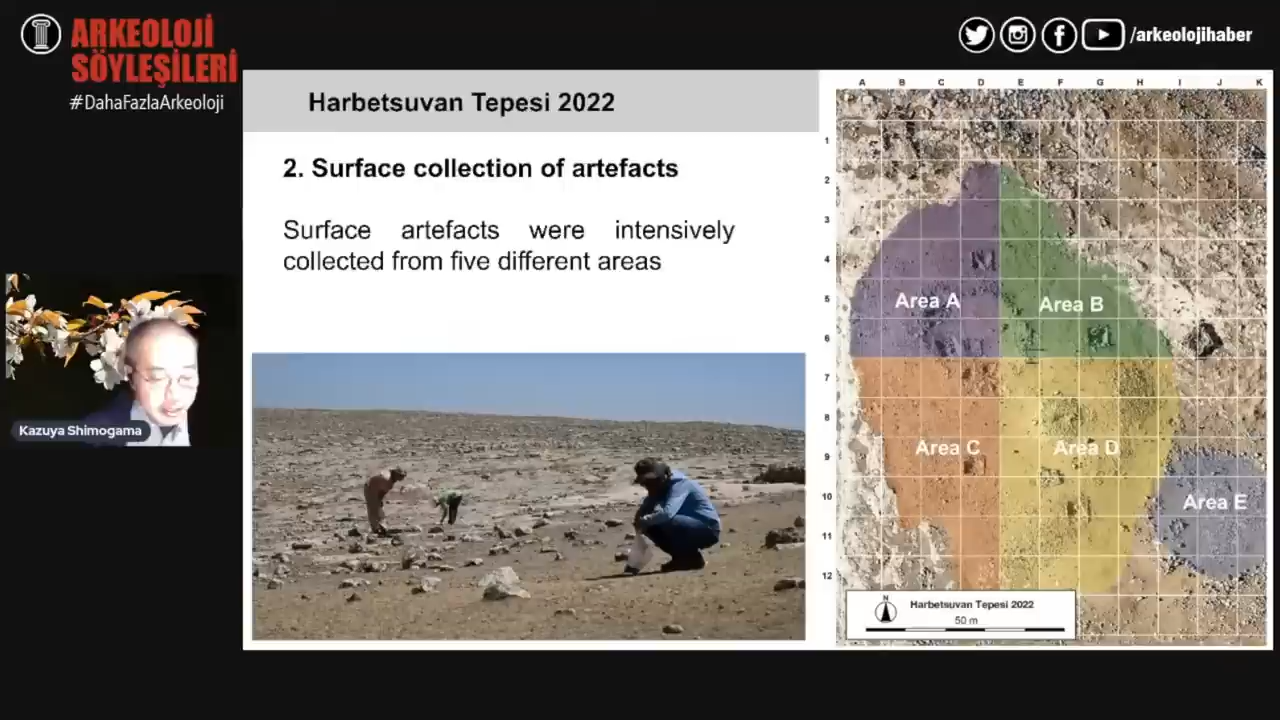 ARKEOLOJİ
SÖYLEŞİLERİ
#DahaFazlaArkeoloji
/arkeolojihaber
Harbetsuvan Tepesi 2022
2. Surface collection of artefacts
Surface artefacts were intensively
collected from five different areas
Kazuya Shimogama
A B C D E F G H I J K
1
2
3
4
5
6
7
8
9
10
11
12
Area A
Area B
Area C
Area D
Area E
N
Harbetsuvan Tepesi 2022
50 m